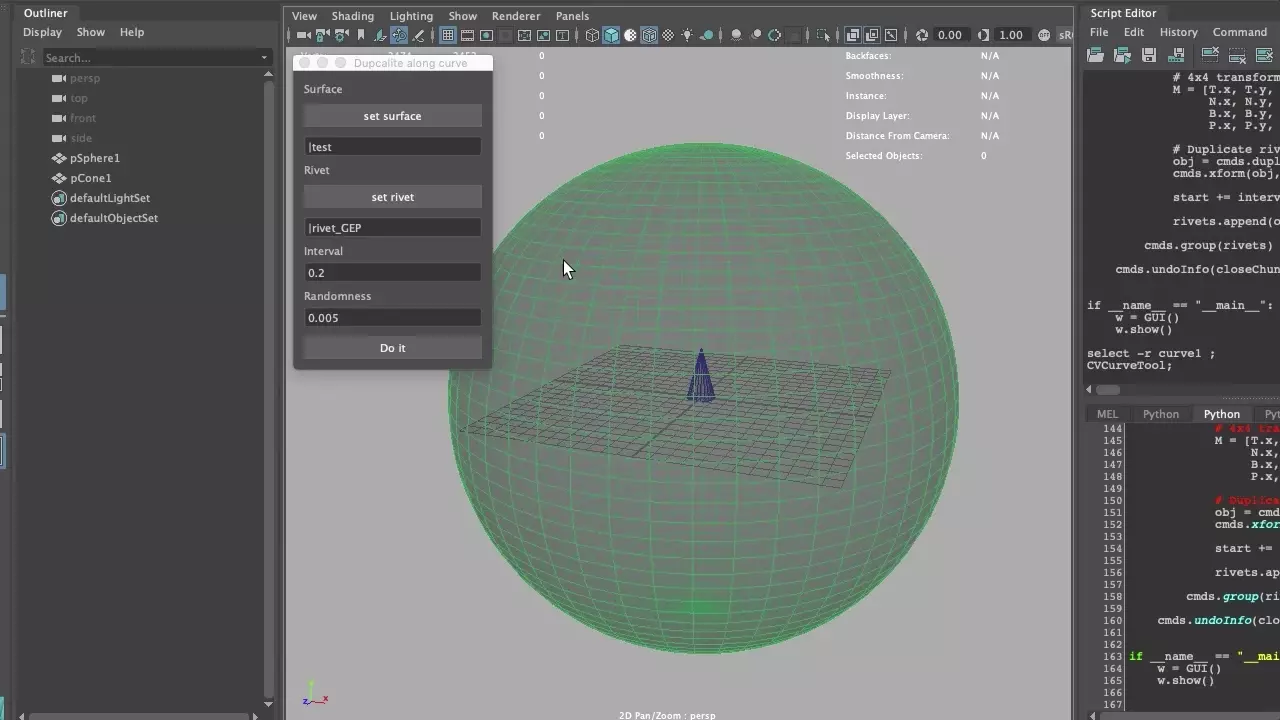 Outliner
Display Show Help
Search...
persp
top
front
side
pSphere1
pCone1
defaultLightSet
defaultObjectSet
View Shading Lighting Show Renderer Panels
0.00 1.00
Dupcalite along curve
Surface
set surface
|test
Rivet
set rivet
|rivet_GEP
Interval
0.2
Randomness
0.005
Do it
0
0
0
0
0
Backfaces: N/A
Smoothness: N/A
Instance: N/A
Display Layer: N/A
Distance From Camera: N/A
Selected Objects: 0
z x
2D Pan/Zoom : persp
Script Editor
File Edit History Command
# 4x4 transform
M = [T.x, T.y,
N.x, N.y,
B.x, B.y,
P.x, P.y,
# Duplicate rive
obj = cmds.dupl
cmds.xform(obj,
start += interv
rivets.append(o
cmds.group(rivets)
cmds.undoInfo(closeChun
if __name__ == "__main__":
w = GUI()
w.show()
select -r curve1 ;
CVCurveTool;
MEL Python Python Pyt
144 # 4x4 tra
145 M = [T.x,
146 N.x,
147 B.x,
148 P.x,
149
150 # Duplica
151 obj = cmd
152 cmds.xfor
153
154 start +=
155
156 rivets.ap
157
158 cmds.group(ri
159
160 cmds.undoInfo(clo
161
162
163 if __name__ == "__mai
164 w = GUI()
165 w.show()
166
167